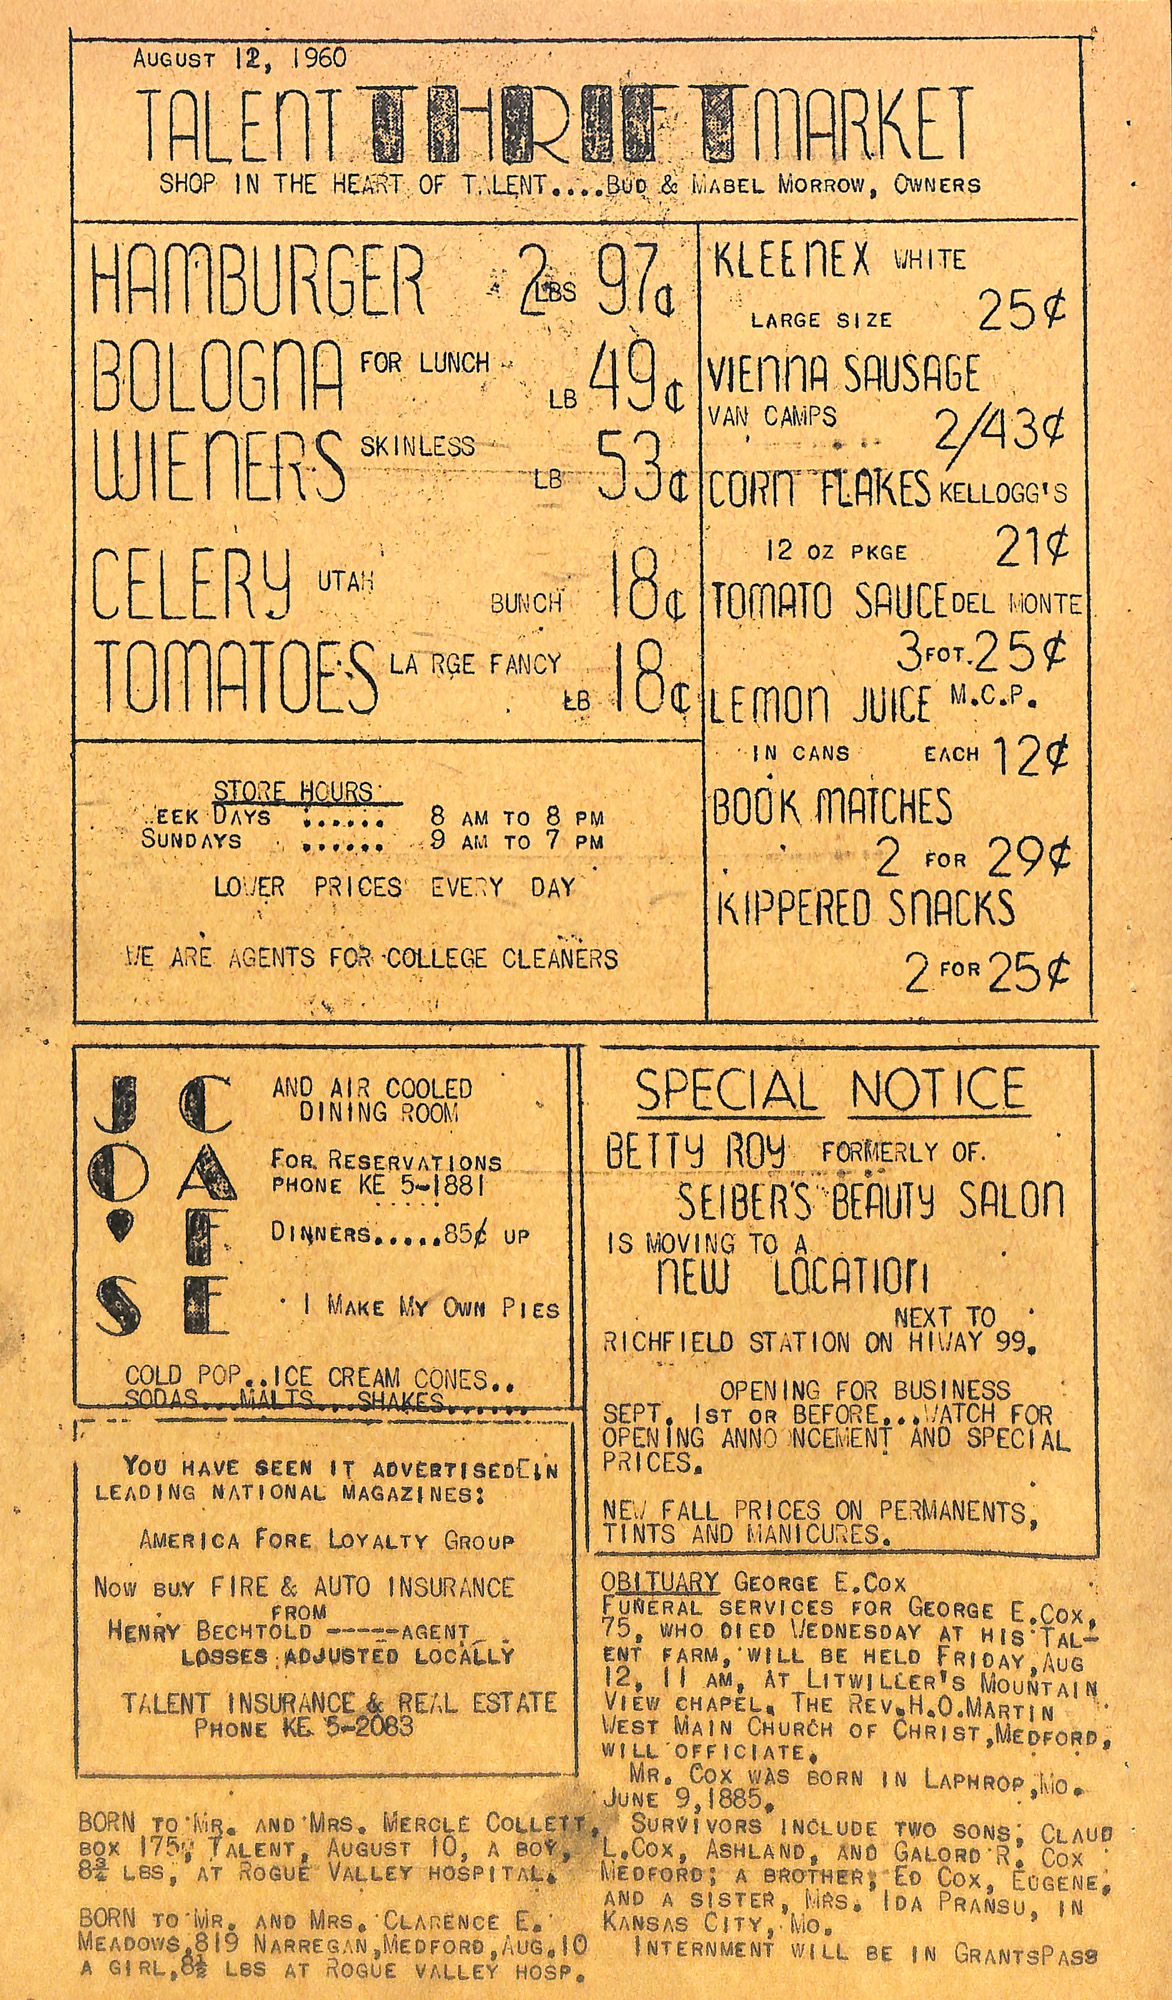 AUGUST 12, 1960
TALENT THRIFT MARKET
SHOP IN THE HEART OF T.LENT....BUD & MABEL MORROW, OWNERS
HAMBURGER 2 LBS 97¢
BOLOGNA FOR LUNCH LB 49¢
WIENERS SKINLESS LB 53¢
CELERY UTAH BUNCH 18¢
TOMATOES LA RGE FANCY LB 18¢
STORE HOURS
EEK DAYS ...... 8 AM TO 8 PM
SUNDAYS ...... 9 AM TO 7 PM
LOWER PRICES EVERY DAY
WE ARE AGENTS FOR COLLEGE CLEANERS
KLEENEX WHITE
LARGE SIZE 25¢
VIENNA SAUSAGE
VAN CAMPS 2/43¢
CORN FLAKES KELLOGG'S
12 OZ PKGE 21¢
TOMATO SAUCE DEL MONTE
3 FOT. 25¢
LEMON JUICE M.C.P.
IN CANS EACH 12¢
BOOK MATCHES
2 FOR 29¢
KIPPERED SNACKS
2 FOR 25¢
JO'S CAFE
AND AIR COOLED
DINING ROOM
FOR RESERVATIONS
PHONE KE 5-1881
DINNERS.....85¢ UP
I MAKE MY OWN PIES
COLD POP..ICE CREAM CONES..
SODAS...MALTS...SHAKES......
SPECIAL NOTICE
BETTY ROY FORMERLY OF.
SEIBER'S BEAUTY SALON
IS MOVING TO A
NEW LOCATION
NEXT TO
RICHFIELD STATION ON HIWAY 99.
OPENING FOR BUSINESS
SEPT. 1ST OR BEFORE...WATCH FOR
OPENING ANNO NCEMENT AND SPECIAL
PRICES.
NEW FALL PRICES ON PERMANENTS,
TINTS AND MANICURES.
YOU HAVE SEEN IT ADVERTISED IN
LEADING NATIONAL MAGAZINES:
AMERICA FORE LOYALTY GROUP
NOW BUY FIRE & AUTO INSURANCE
FROM
HENRY BECHTOLD -----AGENT
LOSSES ADJUSTED LOCALLY
TALENT INSURANCE & REAL ESTATE
PHONE KE 5-2083
BORN TO MR. AND MRS. MERCLE COLLETT,
BOX 175, TALENT, AUGUST 10, A BOY,
8¾ LBS, AT ROGUE VALLEY HOSPITAL.
BORN TO MR. AND MRS. CLARENCE E.
MEADOWS,819 NARREGAN,MEDFORD,AUG.10
A GIRL,8½ LBS AT ROGUE VALLEY HOSP.
OBITUARY GEORGE E.COX
FUNERAL SERVICES FOR GEORGE E.COX,
75, WHO DIED WEDNESDAY AT HIS TAL-
ENT FARM, WILL BE HELD FRIDAY,AUG
12, 11 AM, AT LITWILLER'S MOUNTAIN
VIEW CHAPEL. THE REV.H.O.MARTIN
WEST MAIN CHURCH OF CHRIST,MEDFORD,
WILL OFFICIATE.
MR. COX WAS BORN IN LAPHROP,MO.
JUNE 9,1885.
SURVIVORS INCLUDE TWO SONS; CLAUD
L.COX, ASHLAND, AND GALORD R. COX
MEDFORD; A BROTHER; ED COX, EUGENE,
AND A SISTER, MRS. IDA PRANSU, IN
KANSAS CITY, MO.
INTERNMENT WILL BE IN GRANTSPASS